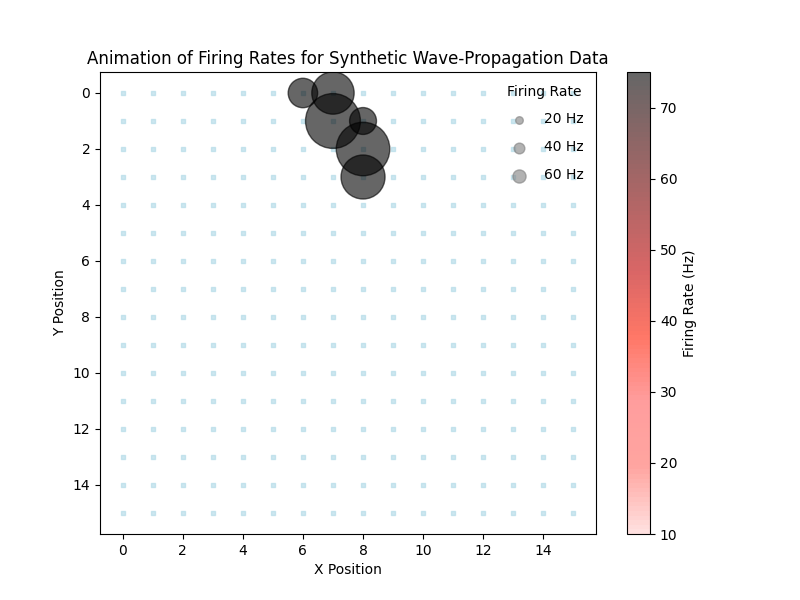 Animation of Firing Rates for Synthetic Wave-Propagation Data
Firing Rate
20 Hz
40 Hz
60 Hz
0
2
4
6
8
10
12
14
Y Position
0 2 4 6 8 10 12 14
X Position
70
60
50
40
30
20
10
Firing Rate (Hz)